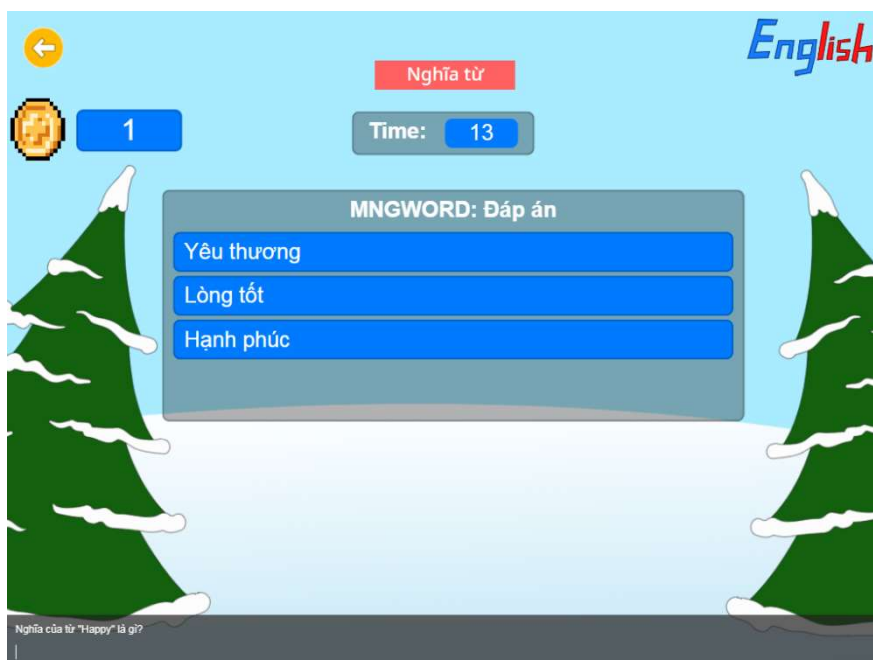 English
Nghĩa từ
1
Time: 13
MNGWORD: Đáp án
Yêu thương
Lòng tốt
Hạnh phúc
Nghĩa của từ "Happy" là gì?